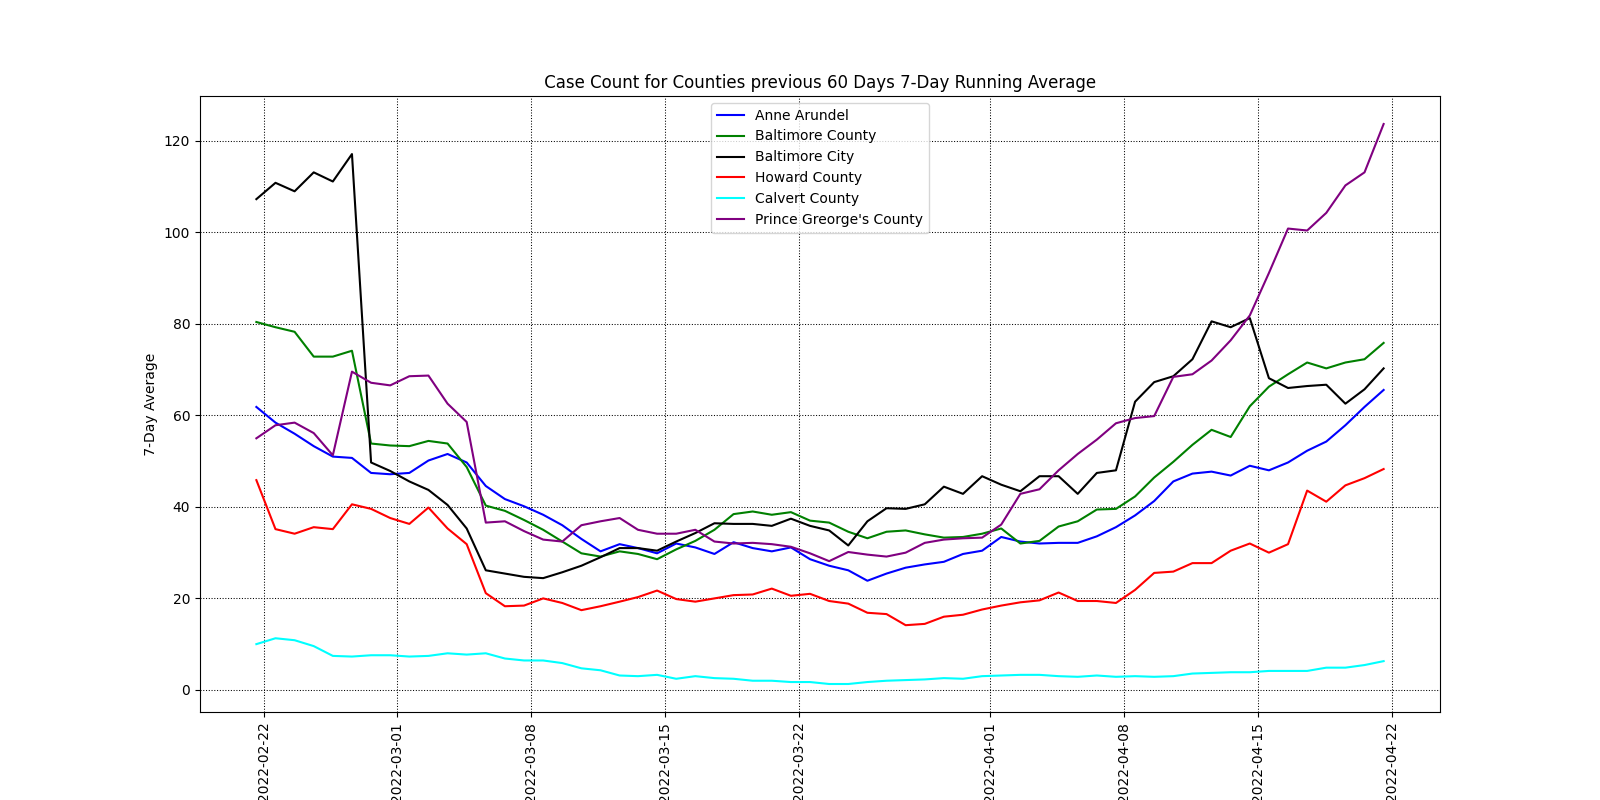 Case Count for Counties previous 60 Days 7-Day Running Average
Anne Arundel
Baltimore County
Baltimore City
Howard County
Calvert County
Prince Greorge's County
7-Day Average
120
100
80
60
40
20
0
2022-02-22
2022-03-01
2022-03-08
2022-03-15
2022-03-22
2022-04-01
2022-04-08
2022-04-15
2022-04-22